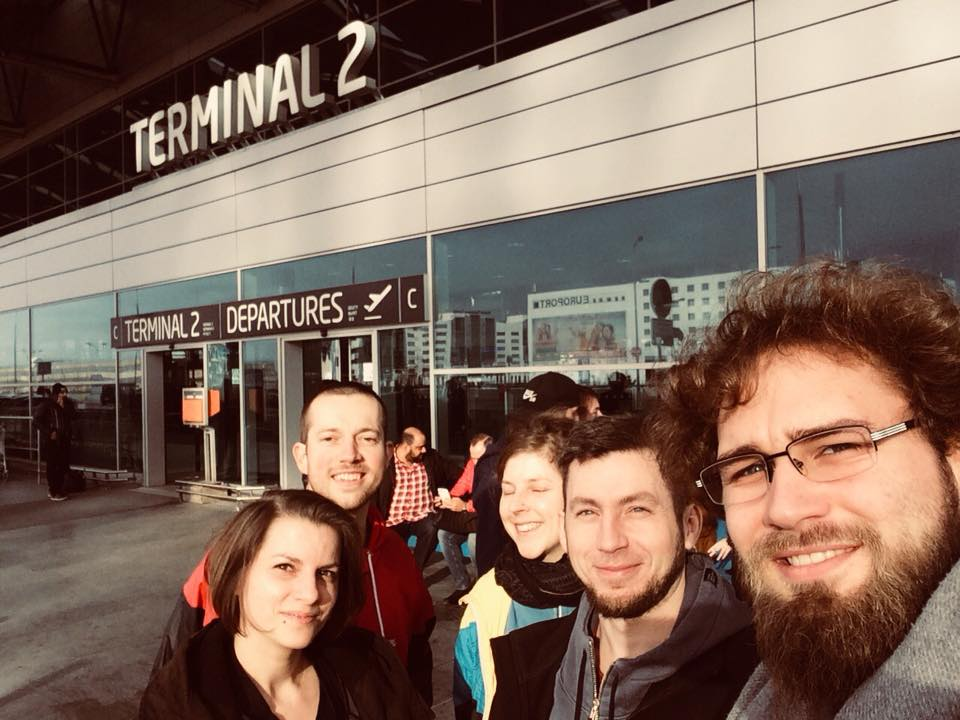 TERMINAL 2
C TERMINAL 2 DEPARTURES C
EUROPORT